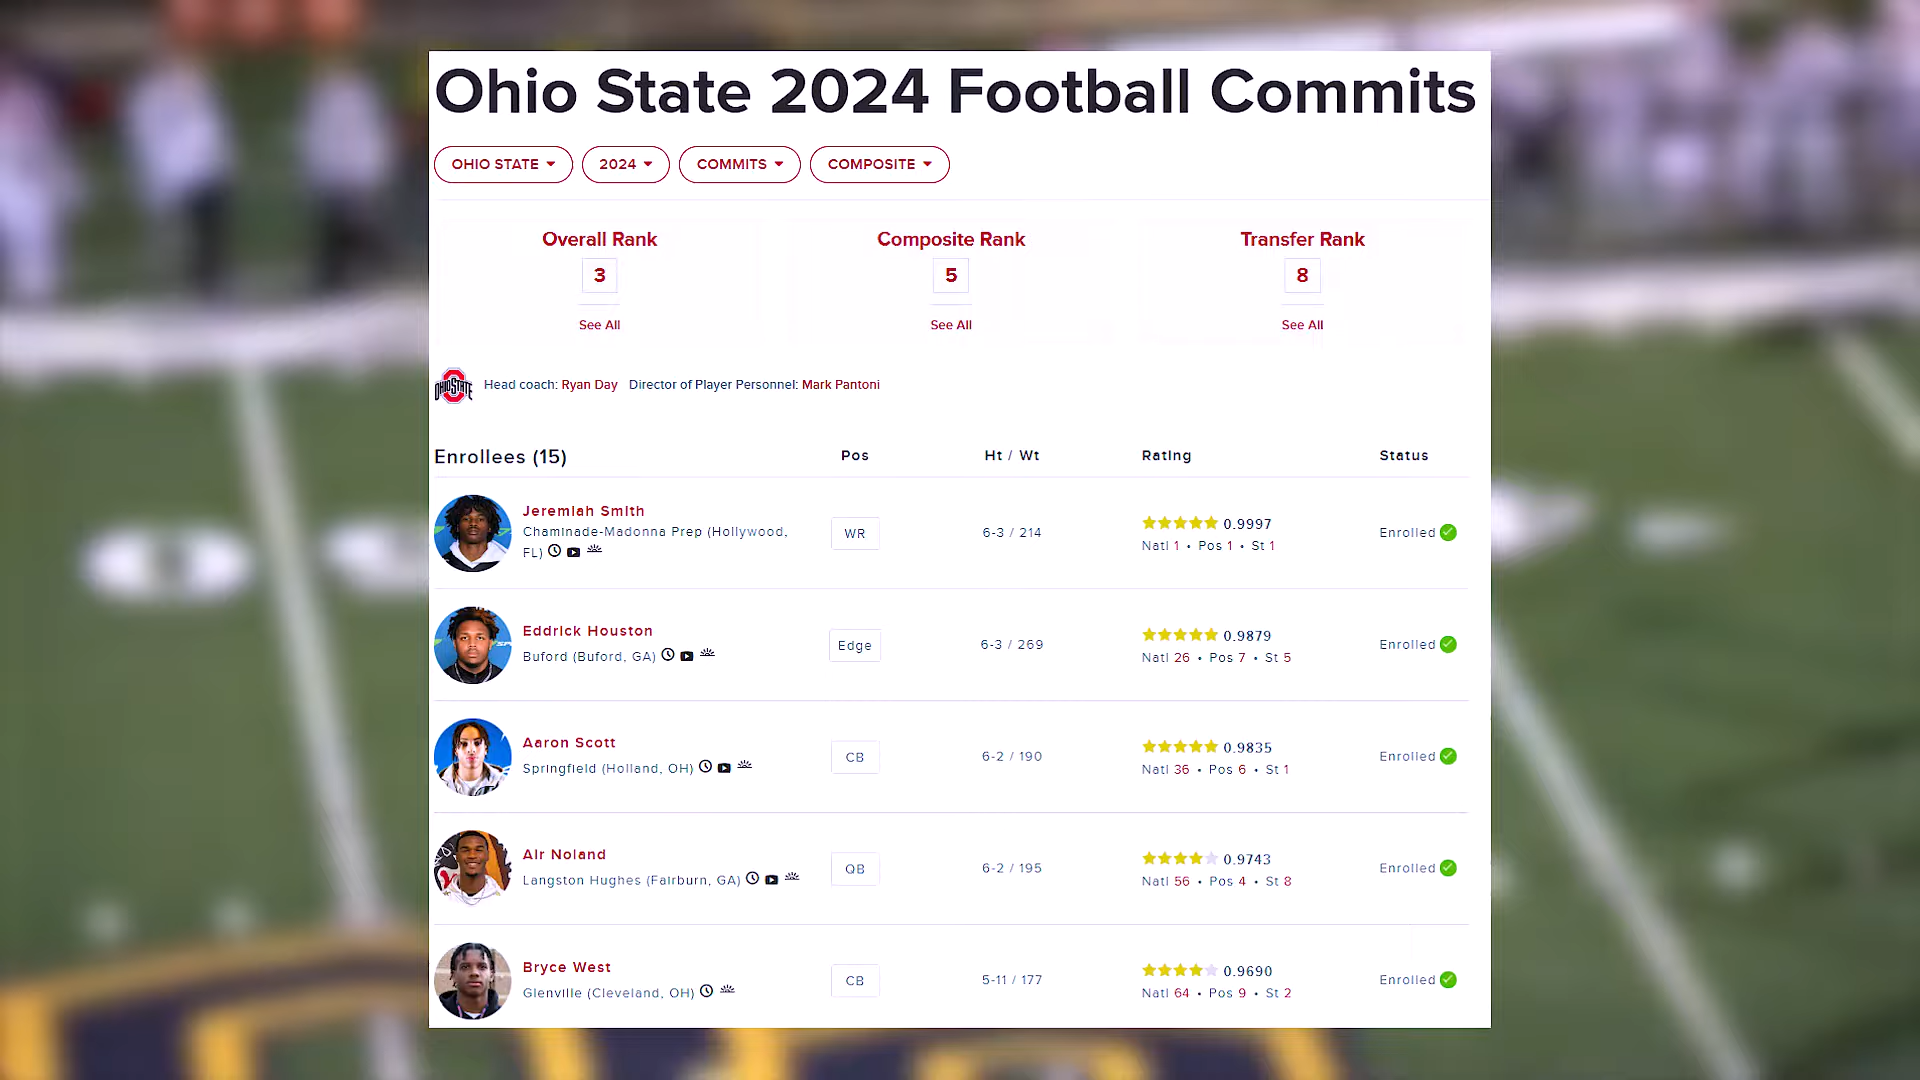 Ohio State 2024 Football Commits
OHIO STATE 2024 COMMITS COMPOSITE
Overall Rank Composite Rank Transfer Rank
3 5 8
See All See All See All
OHIO STATE Head coach: Ryan Day Director of Player Personnel: Mark Pantoni
Enrollees (15) Pos Ht / Wt Rating Status
Jeremiah Smith
Chaminade-Madonna Prep (Hollywood,
FL)
WR 6-3 / 214 0.9997 Enrolled
Natl 1 • Pos 1 • St 1
Eddrick Houston
Buford (Buford, GA)
Edge 6-3 / 269 0.9879 Enrolled
Natl 26 • Pos 7 • St 5
Aaron Scott
Springfield (Holland, OH)
CB 6-2 / 190 0.9835 Enrolled
Natl 36 • Pos 6 • St 1
Air Noland
Langston Hughes (Fairburn, GA)
QB 6-2 / 195 0.9743 Enrolled
Natl 56 • Pos 4 • St 8
Bryce West
Glenville (Cleveland, OH)
CB 5-11 / 177 0.9690 Enrolled
Natl 64 • Pos 9 • St 2